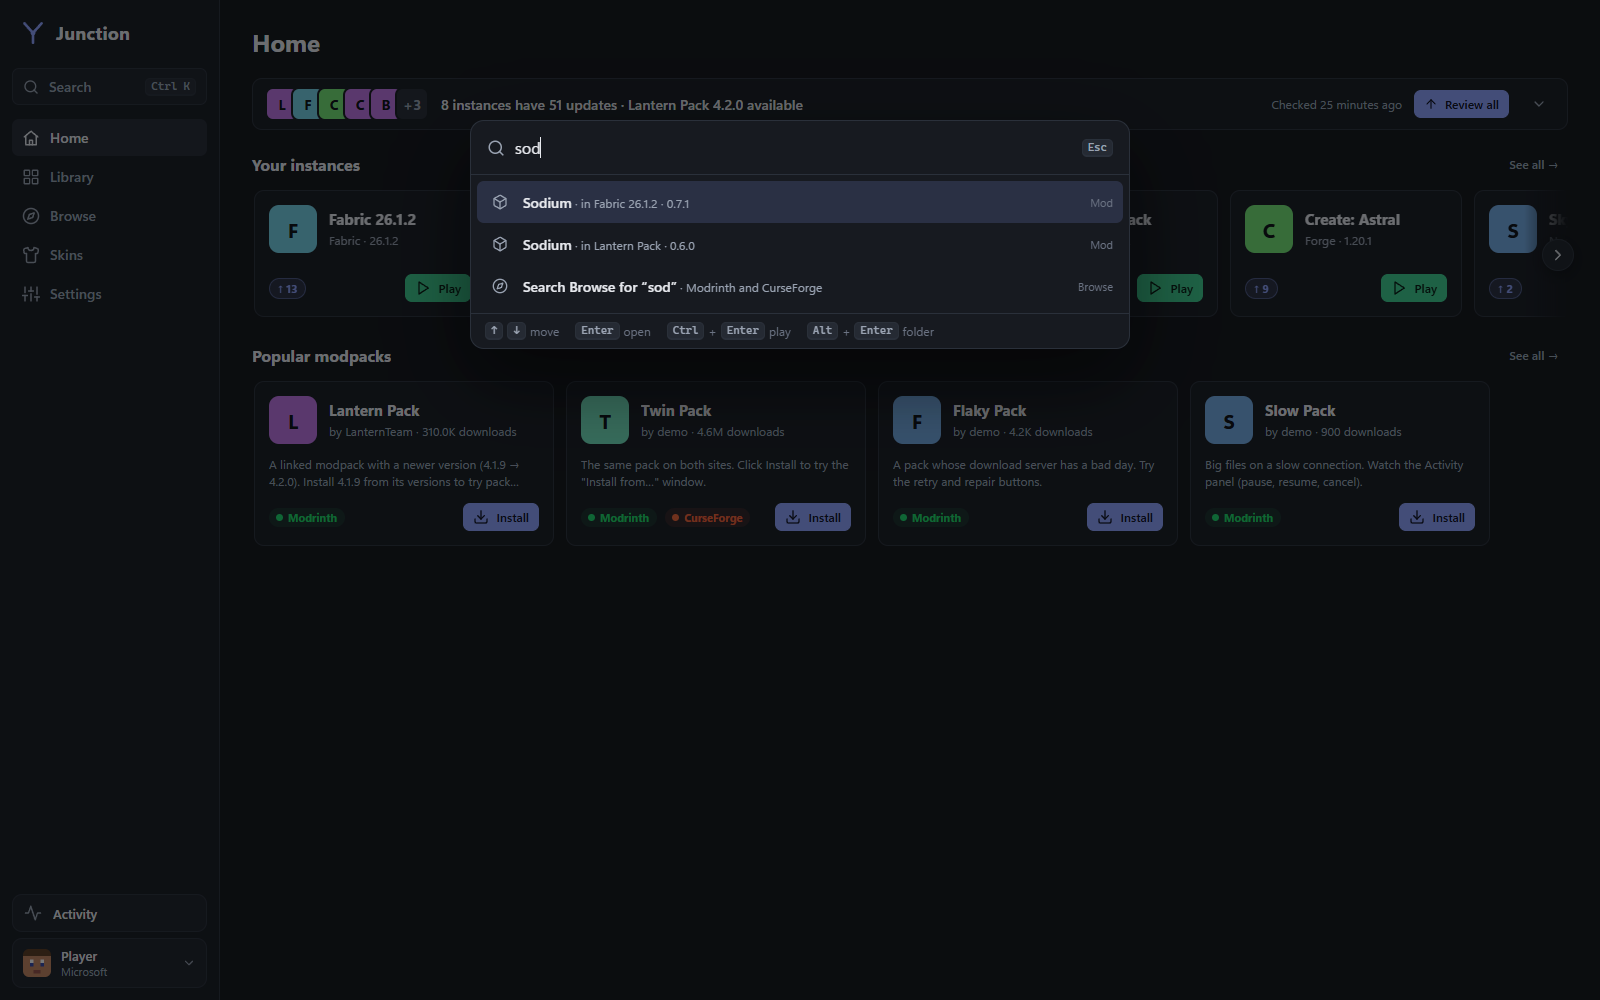 Junction
Search Ctrl K
Home
Library
Browse
Skins
Settings
Activity
Player
Microsoft
Home
L F C C B +3 8 instances have 51 updates · Lantern Pack 4.2.0 available Checked 25 minutes ago Review all
sod Esc
Sodium · in Fabric 26.1.2 · 0.7.1 Mod
Sodium · in Lantern Pack · 0.6.0 Mod
Search Browse for “sod” · Modrinth and CurseForge Browse
↑ ↓ move Enter open Ctrl + Enter play Alt + Enter folder
Your instances See all →
F Fabric 26.1.2
Fabric · 26.1.2
↑ 13 Play
ack
Play
C Create: Astral
Forge · 1.20.1
↑ 9 Play
S
↑ 2
Popular modpacks See all →
L Lantern Pack
by LanternTeam · 310.0K downloads
A linked modpack with a newer version (4.1.9 →
4.2.0). Install 4.1.9 from its versions to try pack...
Modrinth Install
T Twin Pack
by demo · 4.6M downloads
The same pack on both sites. Click Install to try the
"Install from..." window.
Modrinth CurseForge Install
F Flaky Pack
by demo · 4.2K downloads
A pack whose download server has a bad day. Try
the retry and repair buttons.
Modrinth Install
S Slow Pack
by demo · 900 downloads
Big files on a slow connection. Watch the Activity
panel (pause, resume, cancel).
Modrinth Install